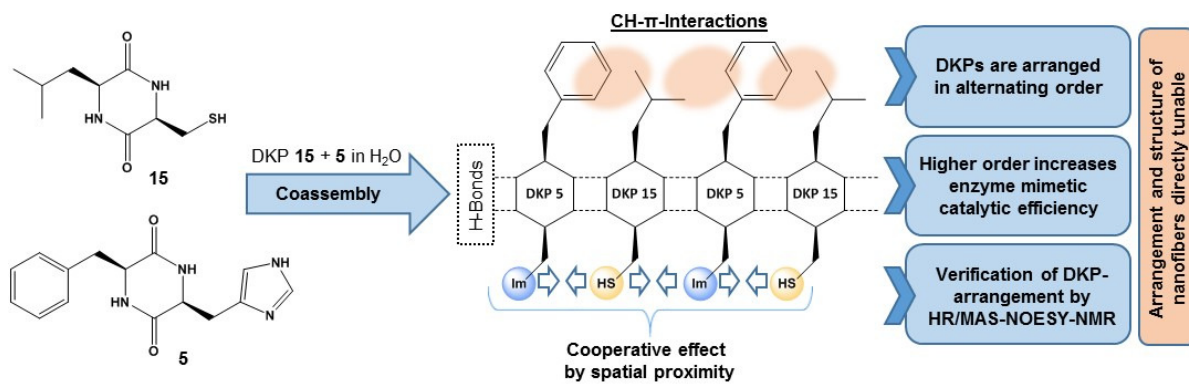 O
NH
HN
SH
O
15
O
NH
HN
O
NH
N
5
DKP 15 + 5 in H₂O
Coassembly
H-Bonds
CH-π-Interactions
DKP 5
DKP 15
DKP 5
DKP 15
Im
HS
Im
HS
Cooperative effect
by spatial proximity
DKPs are arranged
in alternating order
Higher order increases
enzyme mimetic
catalytic efficiency
Verification of DKP-
arrangement by
HR/MAS-NOESY-NMR
Arrangement and structure of
nanofibers directly tunable